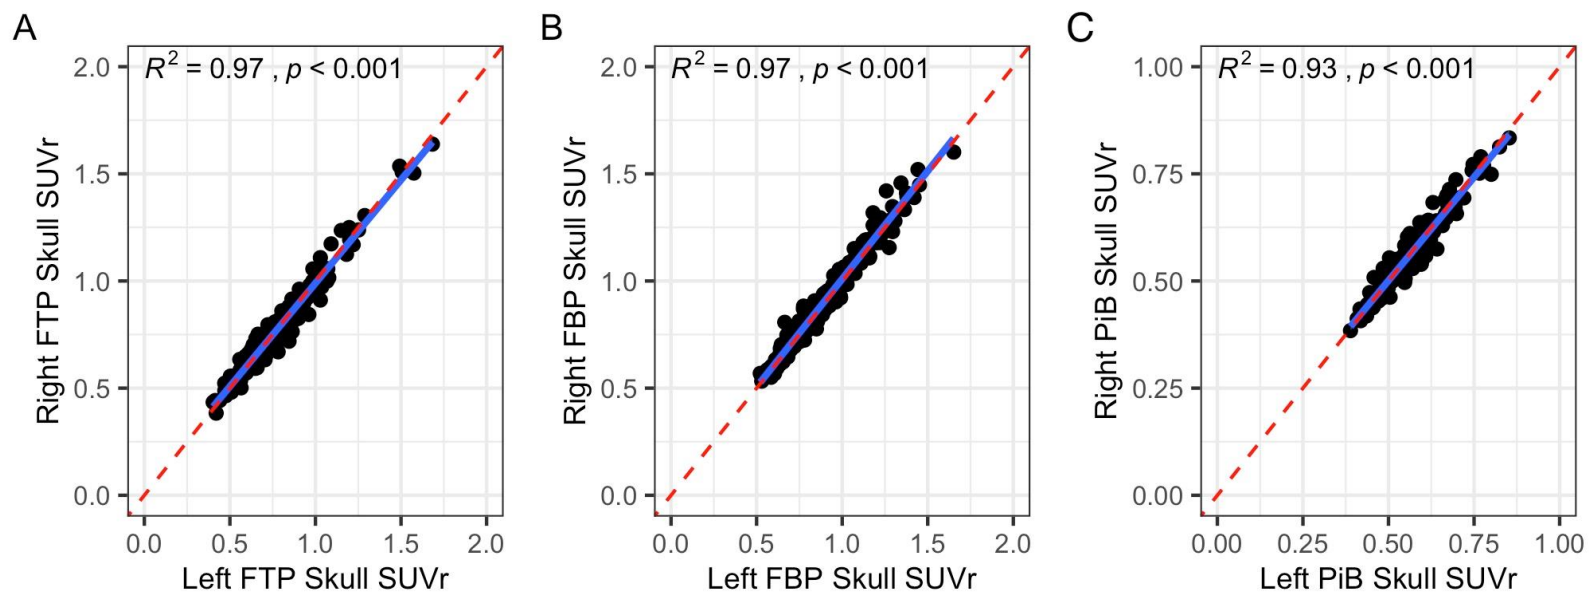 A
R² = 0.97 , p < 0.001
2.0
1.5
1.0
0.5
0.0
Right FTP Skull SUVr
0.0 0.5 1.0 1.5 2.0
Left FTP Skull SUVr
B
R² = 0.97 , p < 0.001
2.0
1.5
1.0
0.5
0.0
Right FBP Skull SUVr
0.0 0.5 1.0 1.5 2.0
Left FBP Skull SUVr
C
R² = 0.93 , p < 0.001
1.00
0.75
0.50
0.25
0.00
Right PiB Skull SUVr
0.00 0.25 0.50 0.75 1.00
Left PiB Skull SUVr